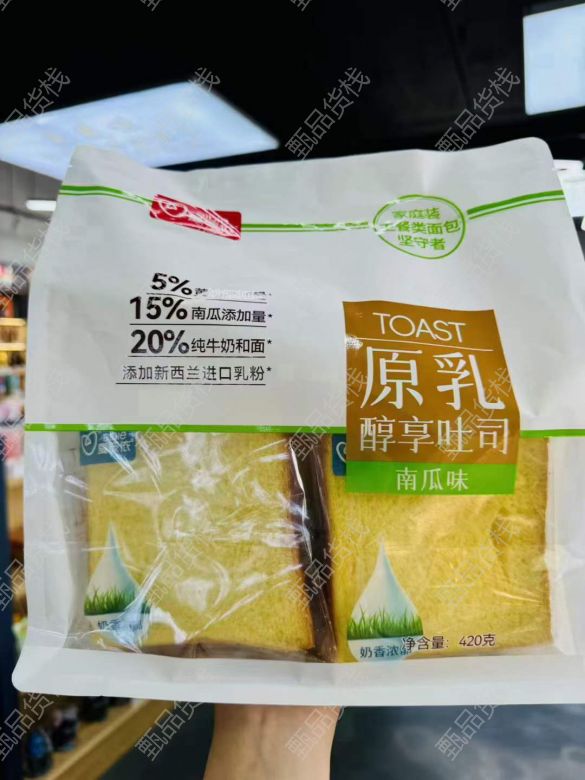 家庭装
正餐类面包
坚守者
5%
15%南瓜添加量*
20%纯牛奶和面*
添加新西兰进口乳粉*
TOAST
原乳
醇享吐司
南瓜味
奶香
奶香浓郁
净含量: 420克
甄品货栈